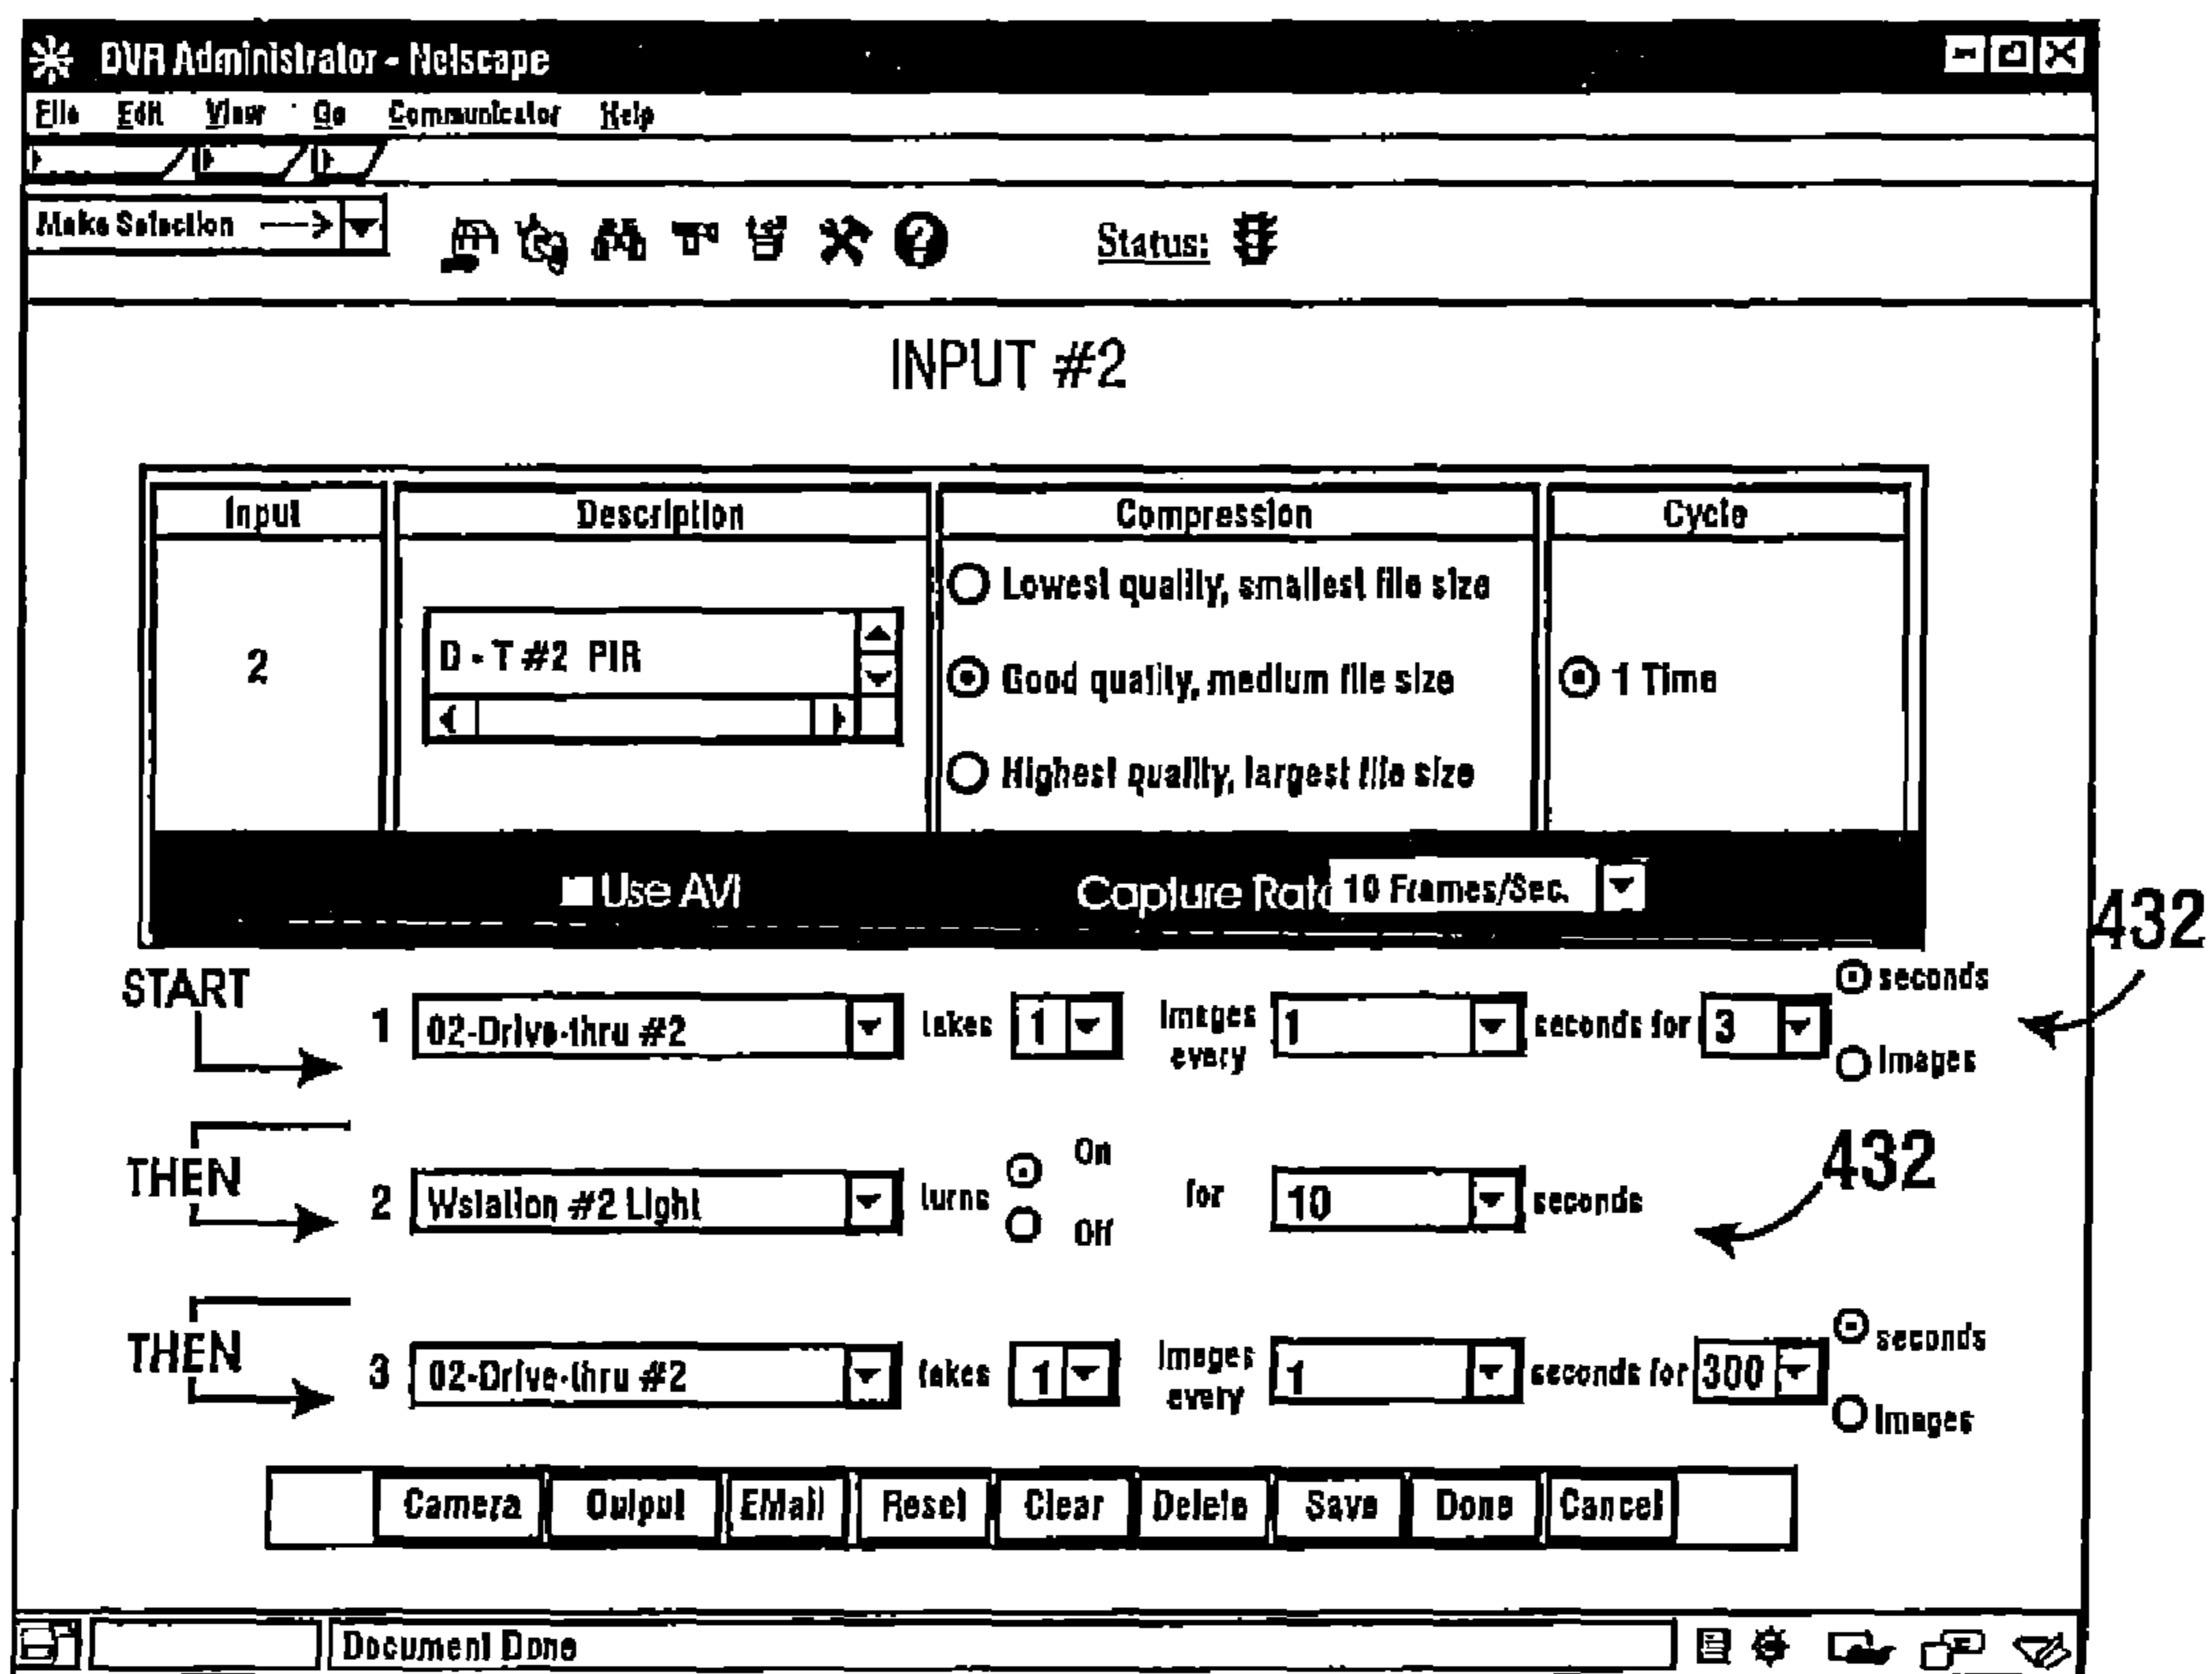 DVR Administrator - Netscape
File Edit View Go Communicator Help
Make Selection --->
Status:
INPUT #2
Input Description Compression Cycle
Lowest quality, smallest file size
2 D - T #2 PIR Good quality, medium file size 1 Time
Highest quality, largest file size
Use AVI Capture Rate 10 Frames/Sec.
432
START 1 02-Drive-thru #2 takes 1 Images every 1 seconds for 3 seconds Images
432
THEN 2 Wstation #2 Light turns On Off for 10 seconds
THEN 3 02-Drive-thru #2 takes 1 Images every 1 seconds for 300 seconds Images
Camera Output EMail Reset Clear Delete Save Done Cancel
Document Done